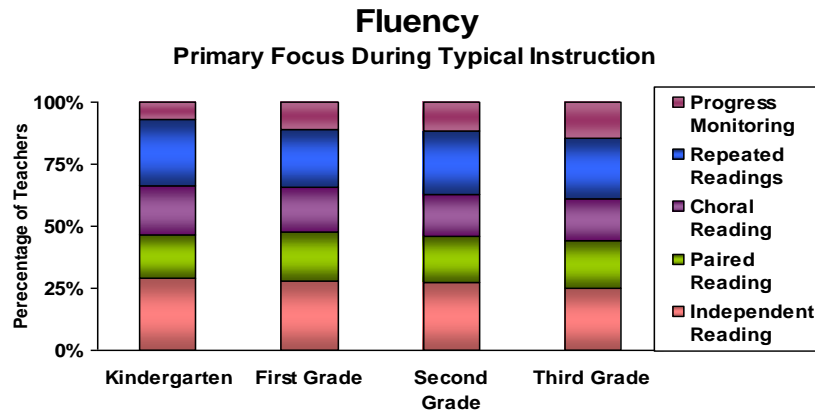 Fluency
Primary Focus During Typical Instruction
Perecentage of Teachers
100%
75%
50%
25%
0%
Kindergarten
First Grade
Second
Grade
Third Grade
Progress
Monitoring
Repeated
Readings
Choral
Reading
Paired
Reading
Independent
Reading